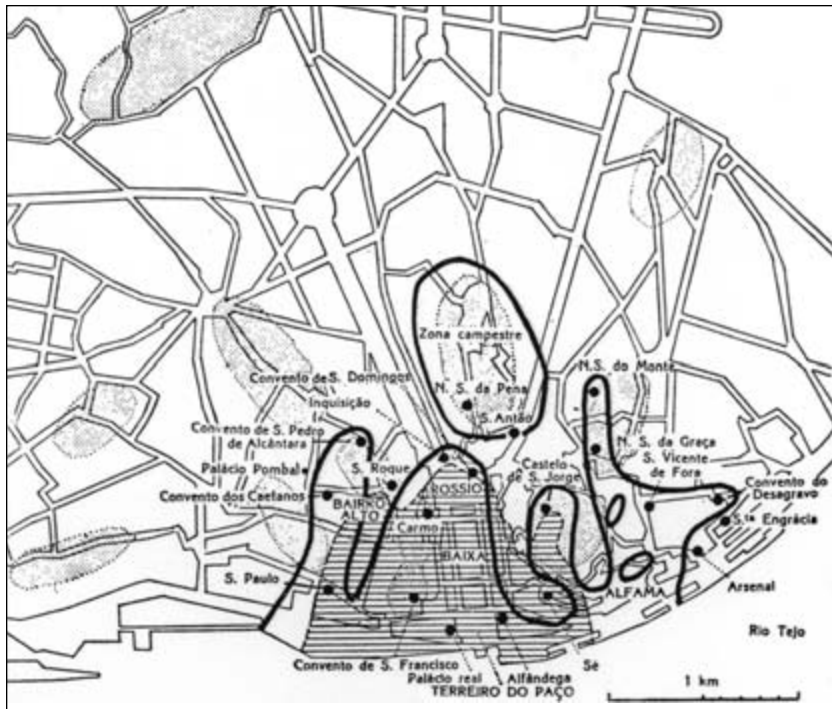 Zona campestre
N.S. do Monte
Convento de S. Domingos
N. S. da Pena
Inquisição
S. Antão
Convento de S. Pedro
de Alcântara
N. S. da Graça
S. Vicente
de Fora
Palácio Pombal
S. Roque
Castelo
de S. Jorge
Convento do
Desagravo
ROSSIO
Convento dos Caetanos
BAIRRO
ALTO
Carmo
S.ta Engrácia
BAIXA
S. Paulo
ALFAMA
Arsenal
Rio Tejo
Convento de S. Francisco
Sé
Palácio real
Alfândega
TERREIRO DO PAÇO
1 km